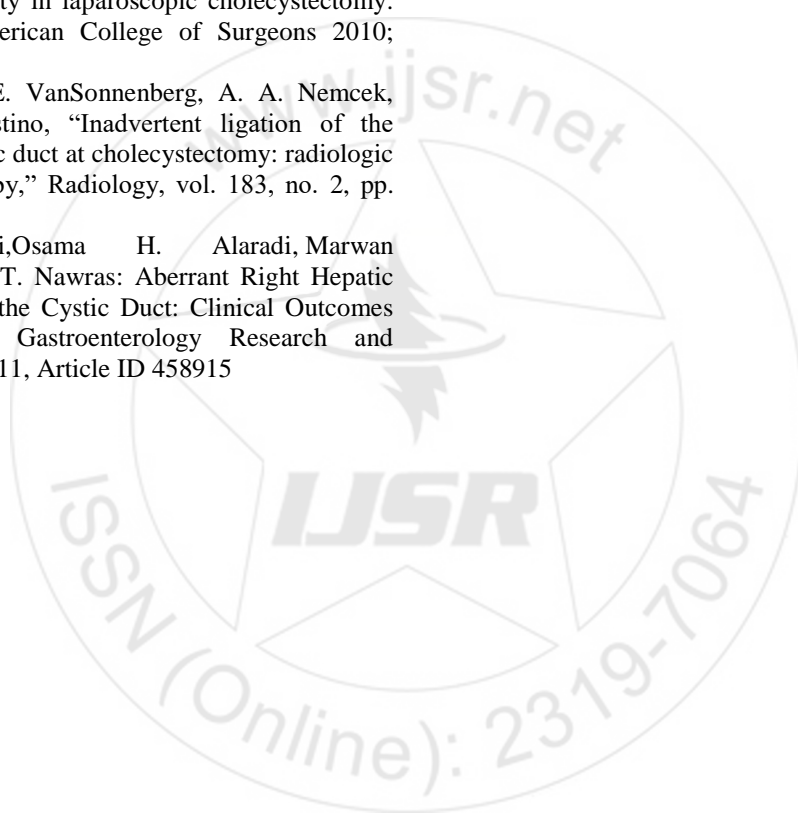 ty in laparoscopic cholecystectomy.
erican College of Surgeons 2010;
E. VanSonnenberg, A. A. Nemcek,
stino, “Inadvertent ligation of the
c duct at cholecystectomy: radiologic
py,” Radiology, vol. 183, no. 2, pp.
i,Osama H. Alaradi, Marwan
T. Nawras: Aberrant Right Hepatic
the Cystic Duct: Clinical Outcomes
Gastroenterology Research and
11, Article ID 458915
www.ijsr.net
IJSR
ISSN (Online): 2319-7064